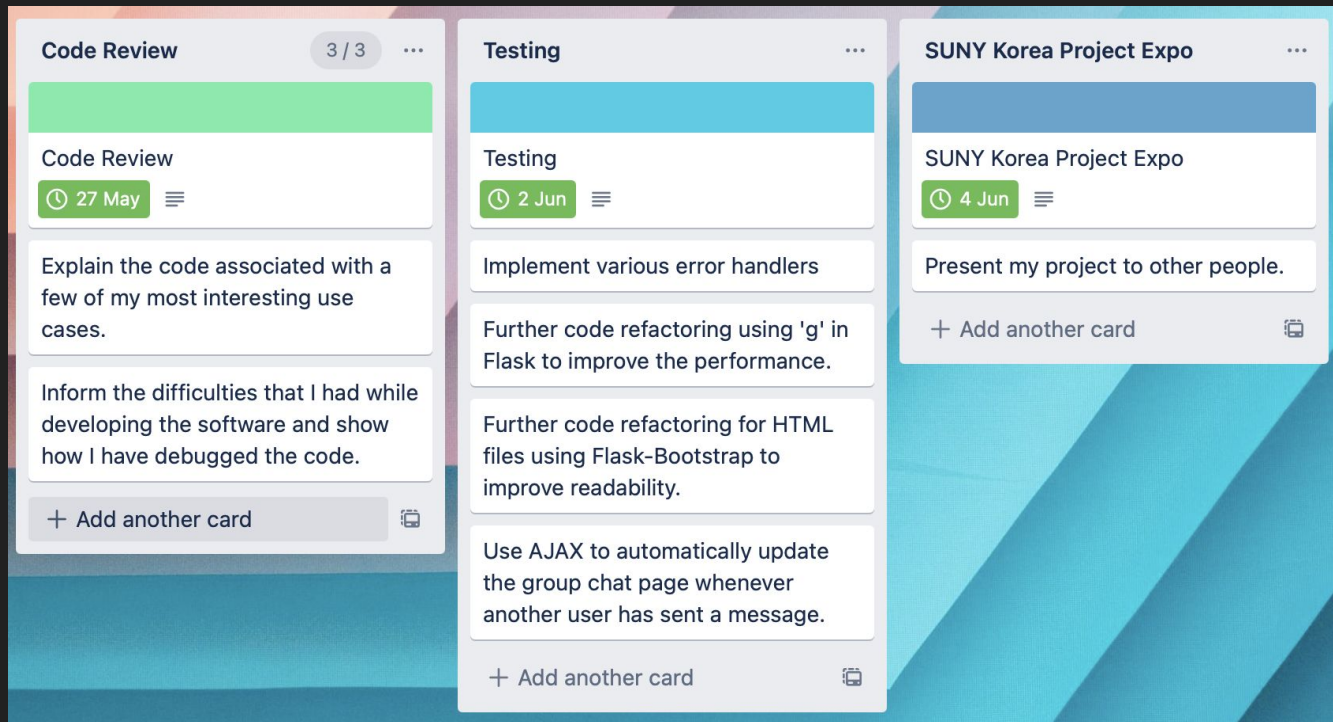 Code Review
3 / 3
Code Review
27 May
Explain the code associated with a
few of my most interesting use
cases.
Inform the difficulties that I had while
developing the software and show
how I have debugged the code.
+ Add another card
Testing
Testing
2 Jun
Implement various error handlers
Further code refactoring using 'g' in
Flask to improve the performance.
Further code refactoring for HTML
files using Flask-Bootstrap to
improve readability.
Use AJAX to automatically update
the group chat page whenever
another user has sent a message.
+ Add another card
SUNY Korea Project Expo
SUNY Korea Project Expo
4 Jun
Present my project to other people.
+ Add another card